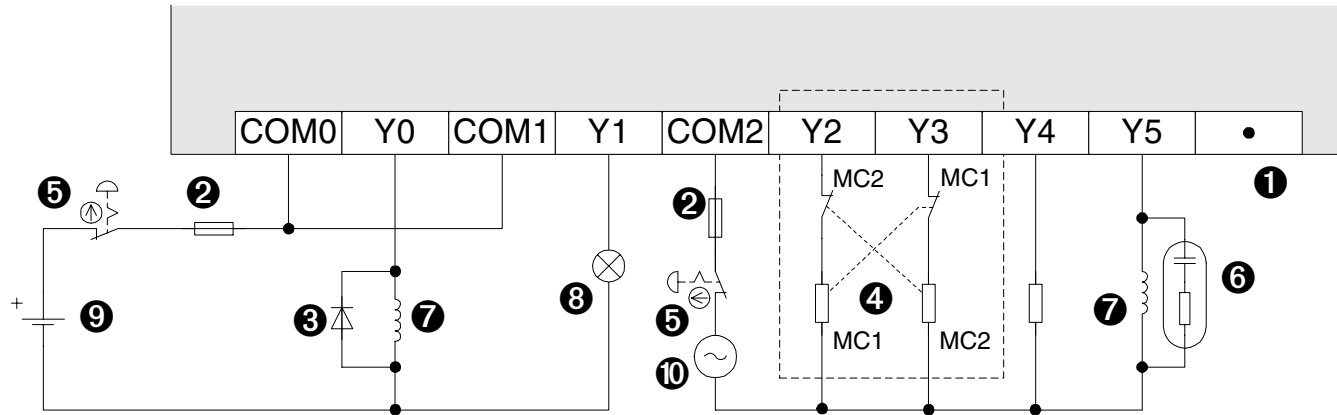 COM0 Y0 COM1 Y1 COM2 Y2 Y3 Y4 Y5 •
❶
❺ ❷ ❷ MC2 MC1
+ ❾ ❸ ❼ ❽ ❺ ❹ ❼ ❻
❿ MC1 MC2